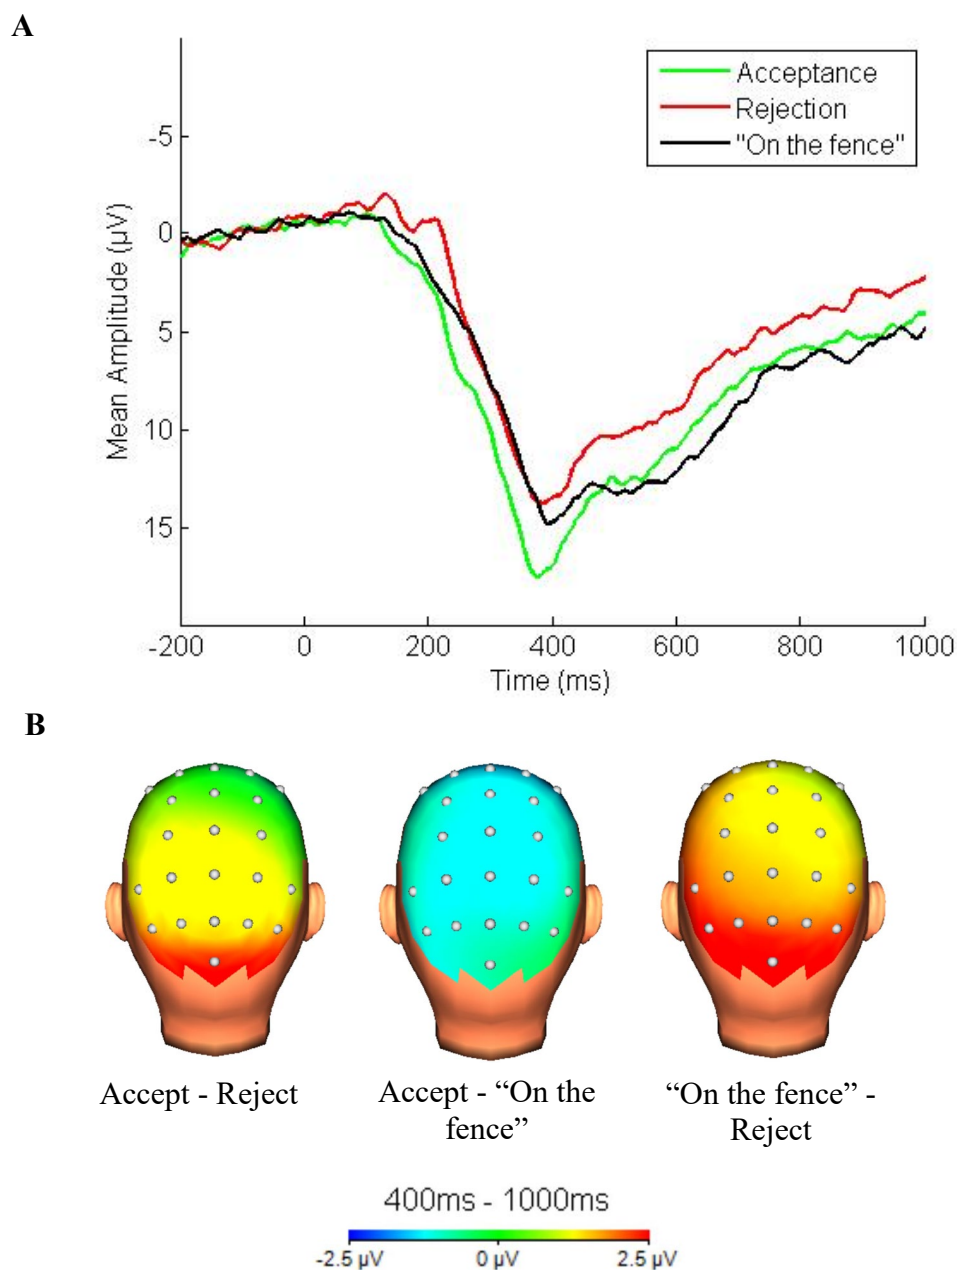 A
Acceptance
Rejection
"On the fence"
-5
0
5
10
15
Mean Amplitude (µV)
-200 0 200 400 600 800 1000
Time (ms)
B
Accept - Reject
Accept - “On the
fence”
“On the fence” -
Reject
400ms - 1000ms
-2.5 µV 0 µV 2.5 µV